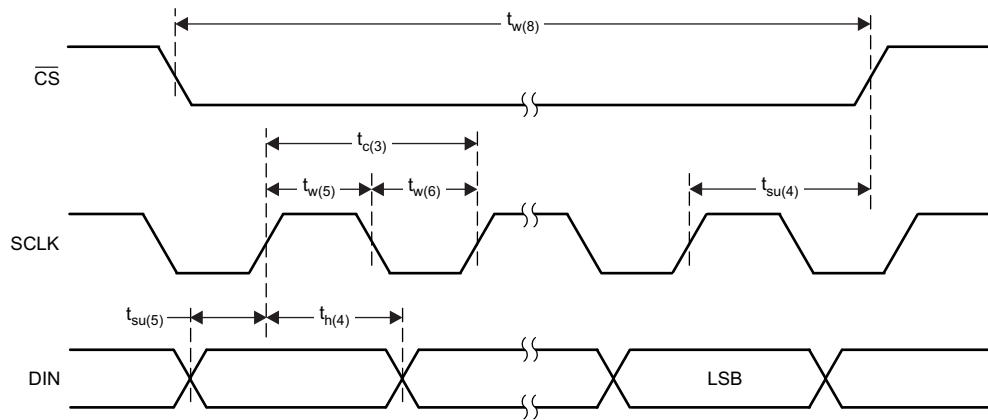 t_w(8)
CS
t_c(3)
t_w(5) t_w(6) t_su(4)
SCLK
t_su(5) t_h(4)
DIN LSB